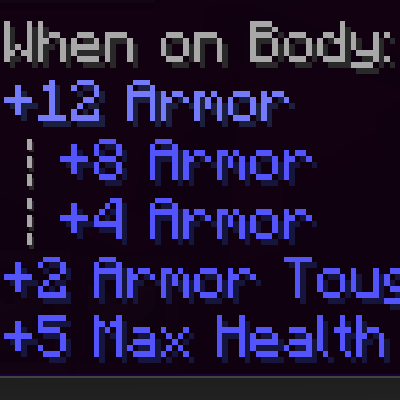 When on Body:
+12 Armor
+8 Armor
+4 Armor
+2 Armor Toug
+5 Max Health